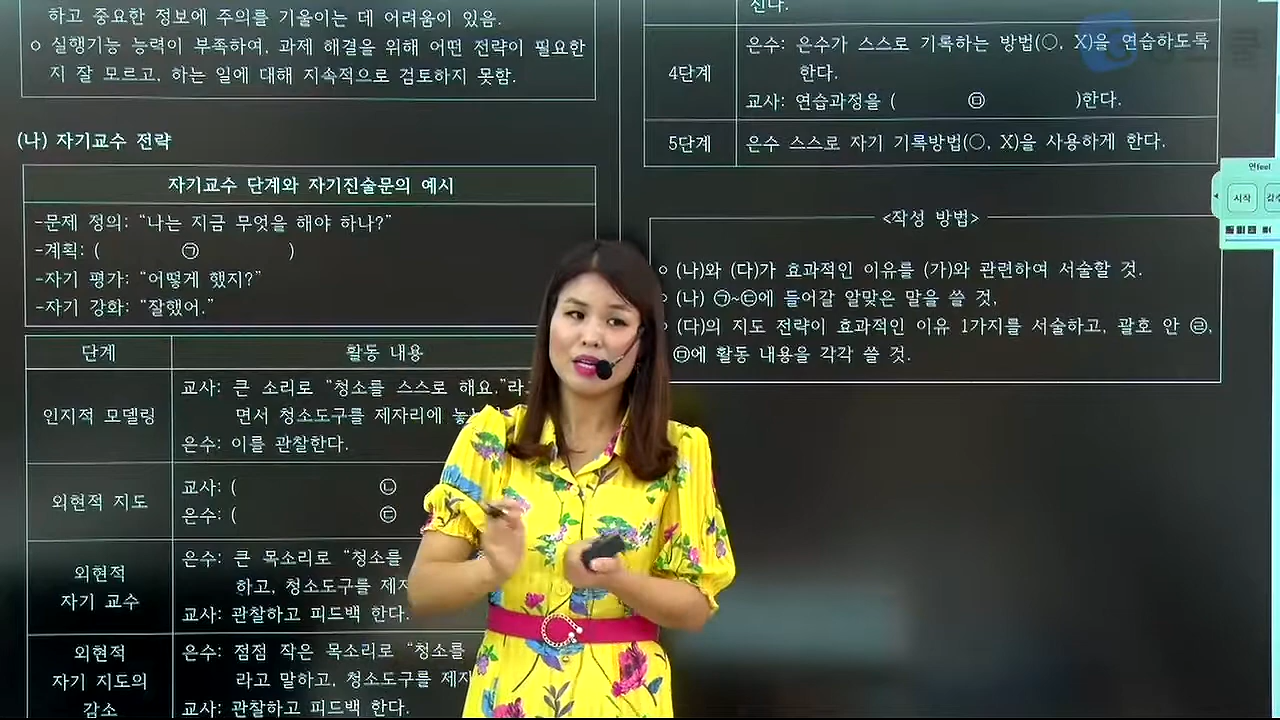 하고 중요한 정보에 주의를 기울이는 데 어려움이 있음.
○ 실행기능 능력이 부족하여, 과제 해결을 위해 어떤 전략이 필요한
지 잘 모르고, 하는 일에 대해 지속적으로 검토하지 못함.
(나) 자기교수 전략
자기교수 단계와 자기진술문의 예시
-문제 정의: “나는 지금 무엇을 해야 하나?”
-계획: ( ㉠ )
-자기 평가: “어떻게 했지?”
-자기 강화: “잘했어.”
단계 활동 내용
인지적 모델링
교사: 큰 소리로 “청소를 스스로 해요.”라
면서 청소도구를 제자리에
은수: 이를 관찰한다.
외현적 지도
교사: ( ㉡
은수: ( ㉢
외현적
자기 교수
은수: 큰 목소리로 “청소를
하고, 청소도구를
교사: 관찰하고 피드백 한다.
외현적
자기 지도의
감소
은수: 점점 작은 목소리로 “청소를
라고 말하고, 청소도구를
교사: 관찰하고 피드백 한다.
신다.
4단계
은수: 은수가 스스로 기록하는 방법(○, X)을 연습하도록
한다.
교사: 연습과정을 ( ㉤ )한다.
5단계 은수 스스로 자기 기록방법(○, X)을 사용하게 한다.
<작성 방법>
○ (나)와 (다)가 효과적인 이유를 (가)와 관련하여 서술할 것.
○ (나) ㉠~㉢에 들어갈 알맞은 말을 쓸 것,
(다)의 지도 전략이 효과적인 이유 1가지를 서술하고, 괄호 안 ㉣,
㉤에 활동 내용을 각각 쓸 것.
연feel
시작